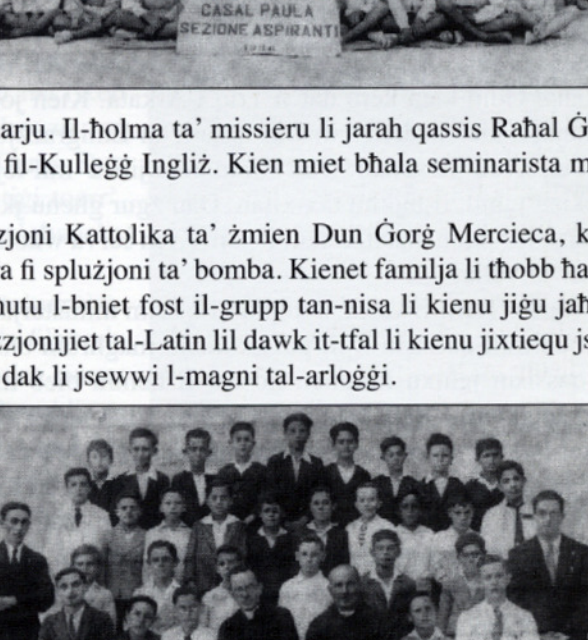 CASAL PAULA
SEZIONE ASPIRANTI
arju. Il-ħolma ta’ missieru li jarah qassis Raħal Ġ
fil-Kulleġġ Ingliż. Kien miet bħala seminarista m
zjoni Kattolika ta’ żmien Dun Ġorġ Mercieca, k
a fi splużjoni ta’ bomba. Kienet familja li tħobb ħa
nutu l-bniet fost il-grupp tan-nisa li kienu jiġu jaħ
zzjonijiet tal-Latin lil dawk it-tfal li kienu jixtiequ js
dak li jsewwi l-magni tal-arloġġi.